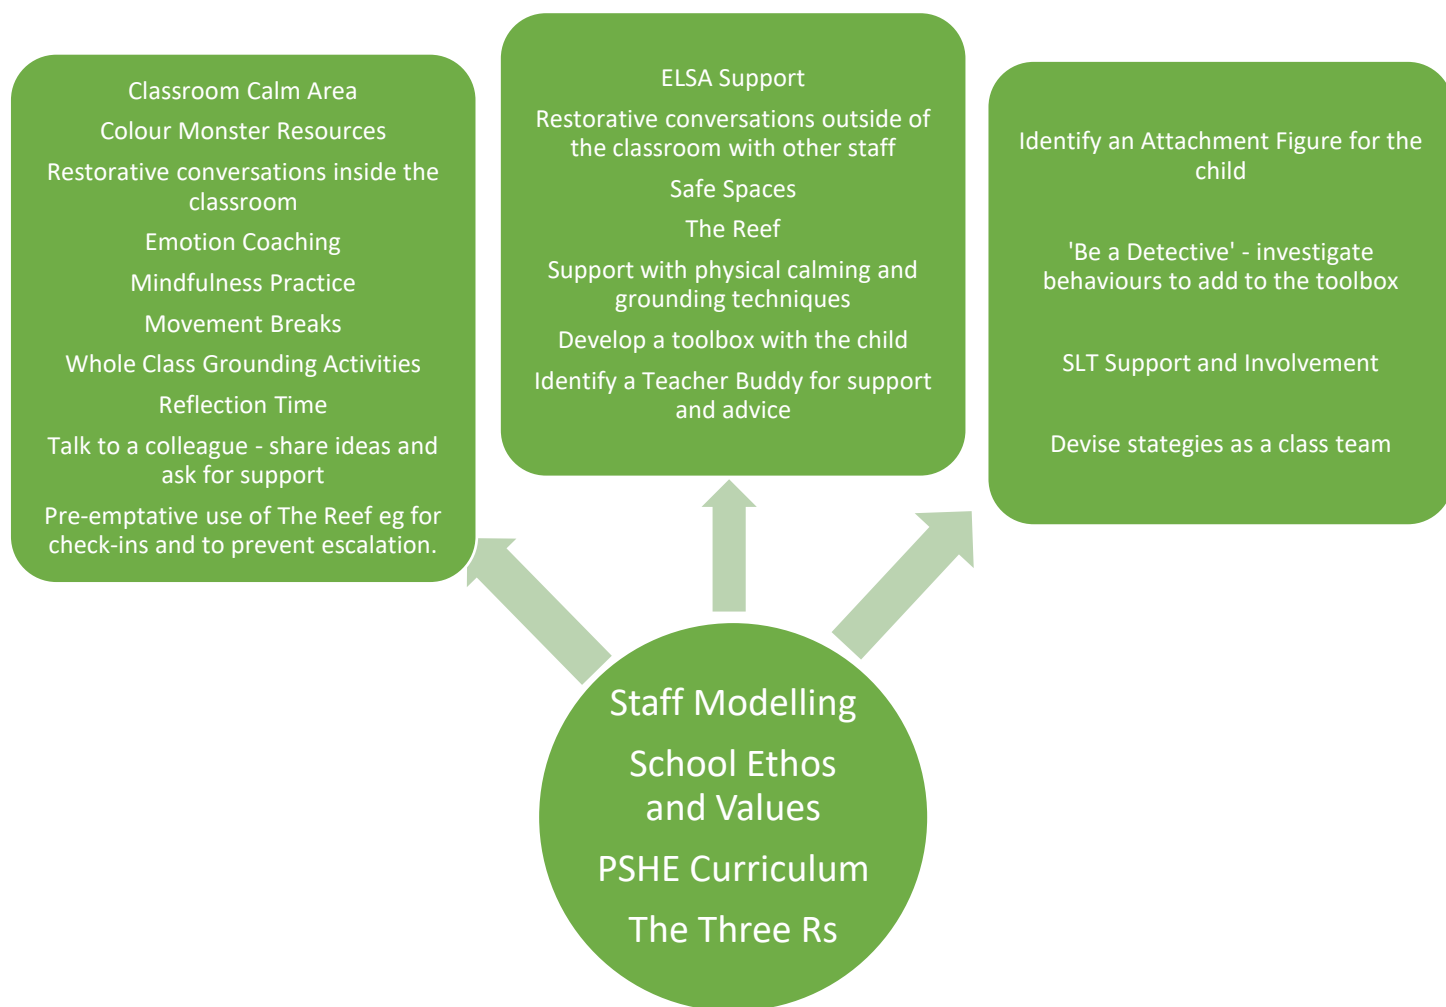 Classroom Calm Area
Colour Monster Resources
Restorative conversations inside the
classroom
Emotion Coaching
Mindfulness Practice
Movement Breaks
Whole Class Grounding Activities
Reflection Time
Talk to a colleague - share ideas and
ask for support
Pre-emptative use of The Reef eg for
check-ins and to prevent escalation.
ELSA Support
Restorative conversations outside of
the classroom with other staff
Safe Spaces
The Reef
Support with physical calming and
grounding techniques
Develop a toolbox with the child
Identify a Teacher Buddy for support
and advice
Identify an Attachment Figure for the
child
'Be a Detective' - investigate
behaviours to add to the toolbox
SLT Support and Involvement
Devise stategies as a class team
Staff Modelling
School Ethos
and Values
PSHE Curriculum
The Three Rs